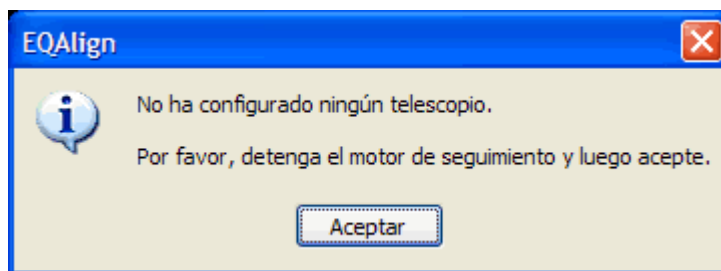 EQAlign
No ha configurado ningún telescopio.
Por favor, detenga el motor de seguimiento y luego acepte.
Aceptar